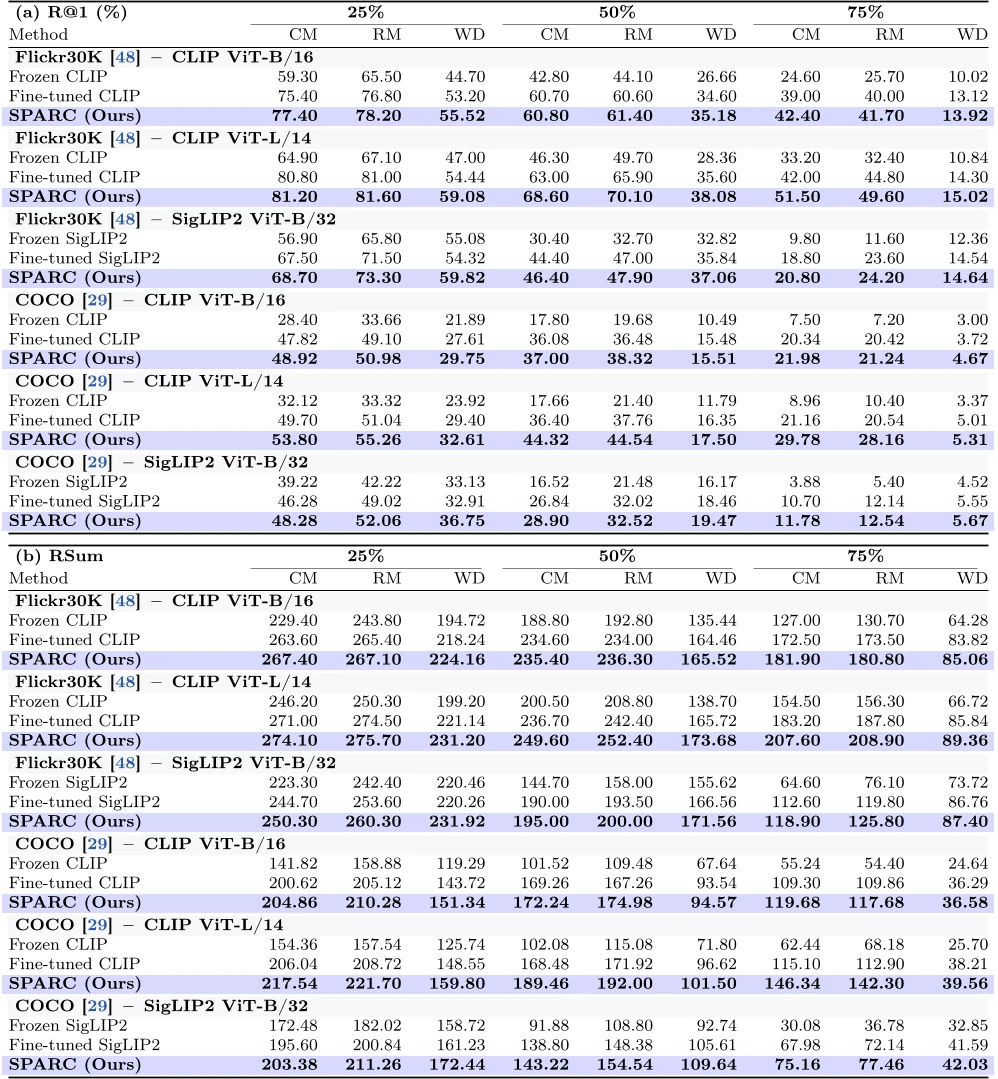 (a) R@1 (%) 25% 50% 75%
Method CM RM WD CM RM WD CM RM WD
Flickr30K [48] – CLIP ViT-B/16
Frozen CLIP 59.30 65.50 44.70 42.80 44.10 26.66 24.60 25.70 10.02
Fine-tuned CLIP 75.40 76.80 53.20 60.70 60.60 34.60 39.00 40.00 13.12
SPARC (Ours) 77.40 78.20 55.52 60.80 61.40 35.18 42.40 41.70 13.92
Flickr30K [48] – CLIP ViT-L/14
Frozen CLIP 64.90 67.10 47.00 46.30 49.70 28.36 33.20 32.40 10.84
Fine-tuned CLIP 80.80 81.00 54.44 63.00 65.90 35.60 42.00 44.80 14.30
SPARC (Ours) 81.20 81.60 59.08 68.60 70.10 38.08 51.50 49.60 15.02
Flickr30K [48] – SigLIP2 ViT-B/32
Frozen SigLIP2 56.90 65.80 55.08 30.40 32.70 32.82 9.80 11.60 12.36
Fine-tuned SigLIP2 67.50 71.50 54.32 44.40 47.00 35.84 18.80 23.60 14.54
SPARC (Ours) 68.70 73.30 59.82 46.40 47.90 37.06 20.80 24.20 14.64
COCO [29] – CLIP ViT-B/16
Frozen CLIP 28.40 33.66 21.89 17.80 19.68 10.49 7.50 7.20 3.00
Fine-tuned CLIP 47.82 49.10 27.61 36.08 36.48 15.48 20.34 20.42 3.72
SPARC (Ours) 48.92 50.98 29.75 37.00 38.32 15.51 21.98 21.24 4.67
COCO [29] – CLIP ViT-L/14
Frozen CLIP 32.12 33.32 23.92 17.66 21.40 11.79 8.96 10.40 3.37
Fine-tuned CLIP 49.70 51.04 29.40 36.40 37.76 16.35 21.16 20.54 5.01
SPARC (Ours) 53.80 55.26 32.61 44.32 44.54 17.50 29.78 28.16 5.31
COCO [29] – SigLIP2 ViT-B/32
Frozen SigLIP2 39.22 42.22 33.13 16.52 21.48 16.17 3.88 5.40 4.52
Fine-tuned SigLIP2 46.28 49.02 32.91 26.84 32.02 18.46 10.70 12.14 5.55
SPARC (Ours) 48.28 52.06 36.75 28.90 32.52 19.47 11.78 12.54 5.67
(b) RSum 25% 50% 75%
Method CM RM WD CM RM WD CM RM WD
Flickr30K [48] – CLIP ViT-B/16
Frozen CLIP 229.40 243.80 194.72 188.80 192.80 135.44 127.00 130.70 64.28
Fine-tuned CLIP 263.60 265.40 218.24 234.60 234.00 164.46 172.50 173.50 83.82
SPARC (Ours) 267.40 267.10 224.16 235.40 236.30 165.52 181.90 180.80 85.06
Flickr30K [48] – CLIP ViT-L/14
Frozen CLIP 246.20 250.30 199.20 200.50 208.80 138.70 154.50 156.30 66.72
Fine-tuned CLIP 271.00 274.50 221.14 236.70 242.40 165.72 183.20 187.80 85.84
SPARC (Ours) 274.10 275.70 231.20 249.60 252.40 173.68 207.60 208.90 89.36
Flickr30K [48] – SigLIP2 ViT-B/32
Frozen SigLIP2 223.30 242.40 220.46 144.70 158.00 155.62 64.60 76.10 73.72
Fine-tuned SigLIP2 244.70 253.60 220.26 190.00 193.50 166.56 112.60 119.80 86.76
SPARC (Ours) 250.30 260.30 231.92 195.00 200.00 171.56 118.90 125.80 87.40
COCO [29] – CLIP ViT-B/16
Frozen CLIP 141.82 158.88 119.29 101.52 109.48 67.64 55.24 54.40 24.64
Fine-tuned CLIP 200.62 205.12 143.72 169.26 167.26 93.54 109.30 109.86 36.29
SPARC (Ours) 204.86 210.28 151.34 172.24 174.98 94.57 119.68 117.68 36.58
COCO [29] – CLIP ViT-L/14
Frozen CLIP 154.36 157.54 125.74 102.08 115.08 71.80 62.44 68.18 25.70
Fine-tuned CLIP 206.04 208.72 148.55 168.48 171.92 96.62 115.10 112.90 38.21
SPARC (Ours) 217.54 221.70 159.80 189.46 192.00 101.50 146.34 142.30 39.56
COCO [29] – SigLIP2 ViT-B/32
Frozen SigLIP2 172.48 182.02 158.72 91.88 108.80 92.74 30.08 36.78 32.85
Fine-tuned SigLIP2 195.60 200.84 161.23 138.80 148.38 105.61 67.98 72.14 41.59
SPARC (Ours) 203.38 211.26 172.44 143.22 154.54 109.64 75.16 77.46 42.03